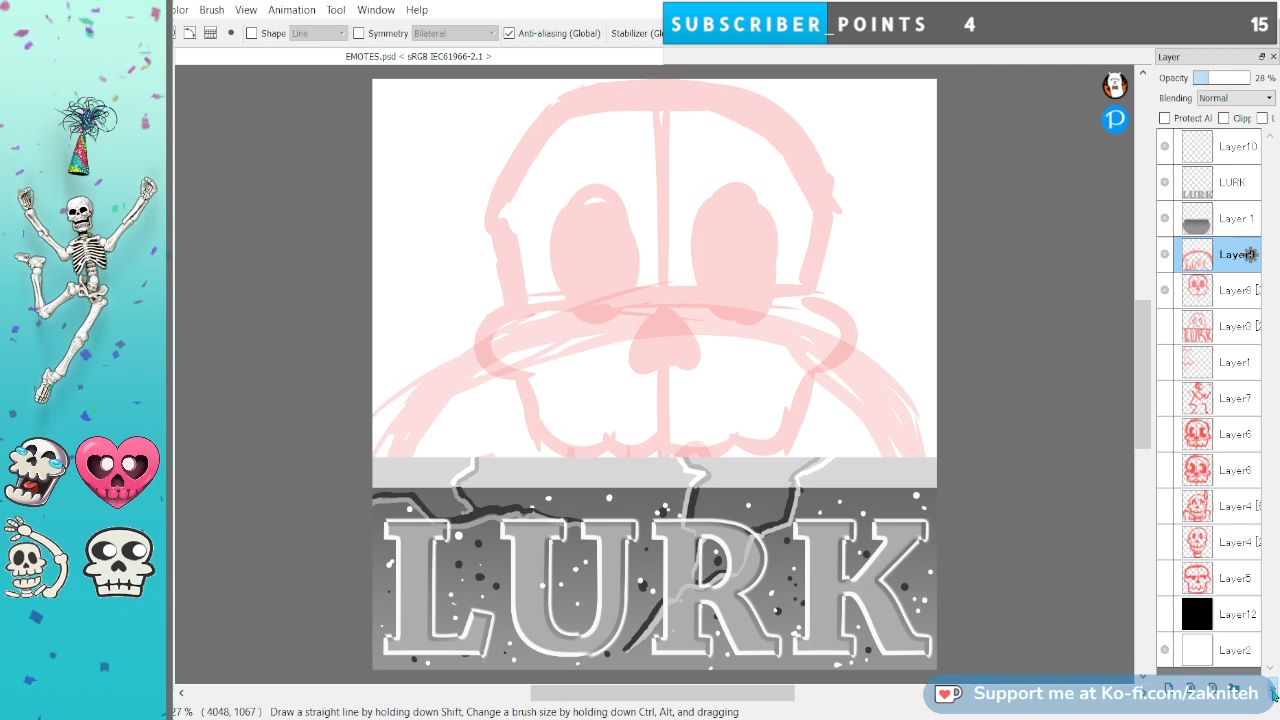 olor Brush View Animation Tool Window Help
SUBSCRIBER_POINTS 4 15
Shape Line Symmetry Bilateral Anti-aliasing (Global) Stabilizer (Gl
EMOTES.psd < sRGB IEC61966-2.1 >
Layer
Opacity 28 %
Blending Normal
Protect Al Clipp L
Layer10
LURK
Layer 1
Layer9
Layer8 [
Layer3 [
Layer1
Layer7
Layer6
Layer6
Layer4 [
Layer4 [
Layer5
Layer12
Layer2
LURK
Support me at Ko-fi.com/zakniteh
27 % ( 4048, 1067 ) Draw a straight line by holding down Shift, Change a brush size by holding down Ctrl, Alt, and dragging